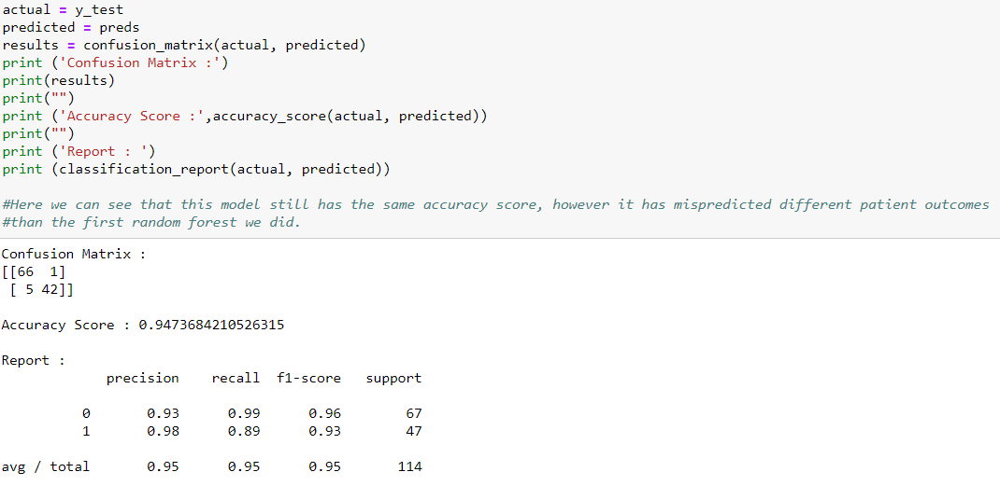 actual = y_test
predicted = preds
results = confusion_matrix(actual, predicted)
print ('Confusion Matrix :')
print(results)
print("")
print ('Accuracy Score :',accuracy_score(actual, predicted))
print("")
print ('Report : ')
print (classification_report(actual, predicted))
#Here we can see that this model still has the same accuracy score, however it has mispredicted different patient outcomes
#than the first random forest we did.
Confusion Matrix :
[[66  1]
 [ 5 42]]
Accuracy Score : 0.9473684210526315
Report :
             precision    recall  f1-score   support
          0       0.93      0.99      0.96        67
          1       0.98      0.89      0.93        47
avg / total       0.95      0.95      0.95       114